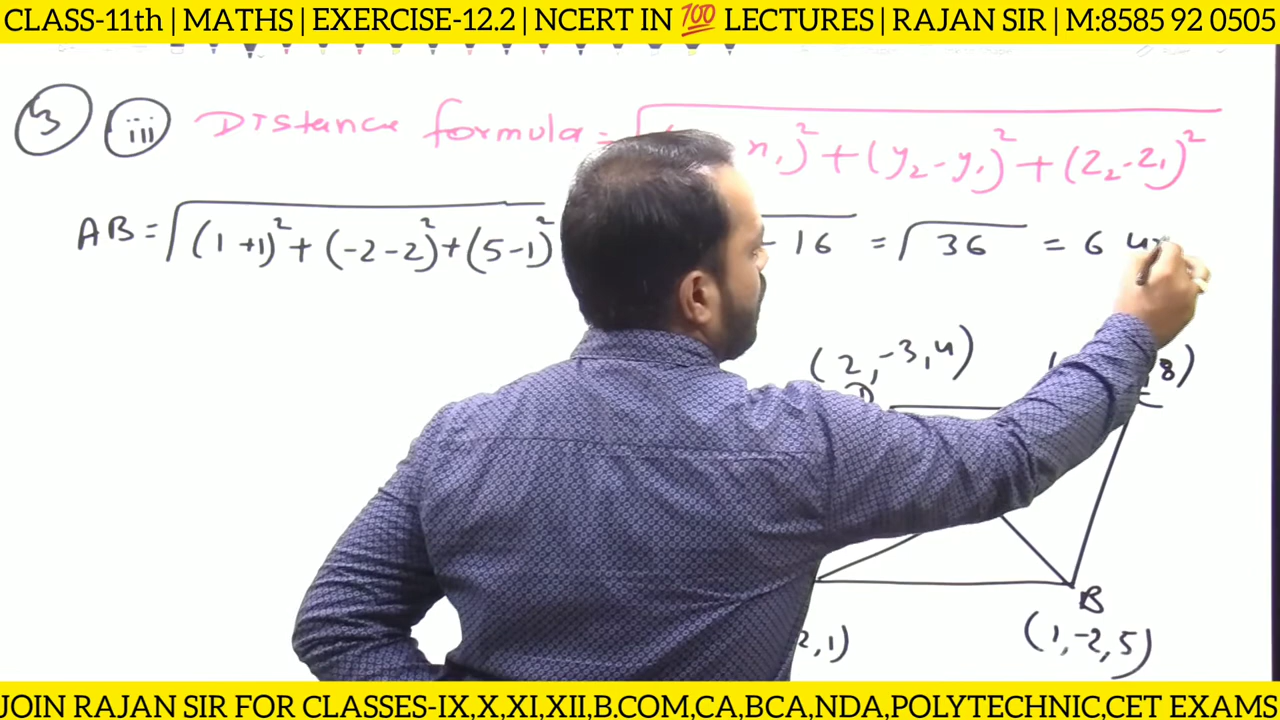 CLASS-11th | MATHS | EXERCISE-12.2 | NCERT IN 💯 LECTURES | RAJAN SIR | M:8585 92 0505
3 iii Distance formula = x₁)² + (y₂-y₁)² + (z₂-z₁)²
AB = √(1+1)² + (-2-2)² + (5-1)² 16 = √36 = 6
(2,-3,4) ,8)
D C
B
2,1) (1,-2,5)
JOIN RAJAN SIR FOR CLASSES-IX,X,XI,XII,B.COM,CA,BCA,NDA,POLYTECHNIC,CET EXAMS